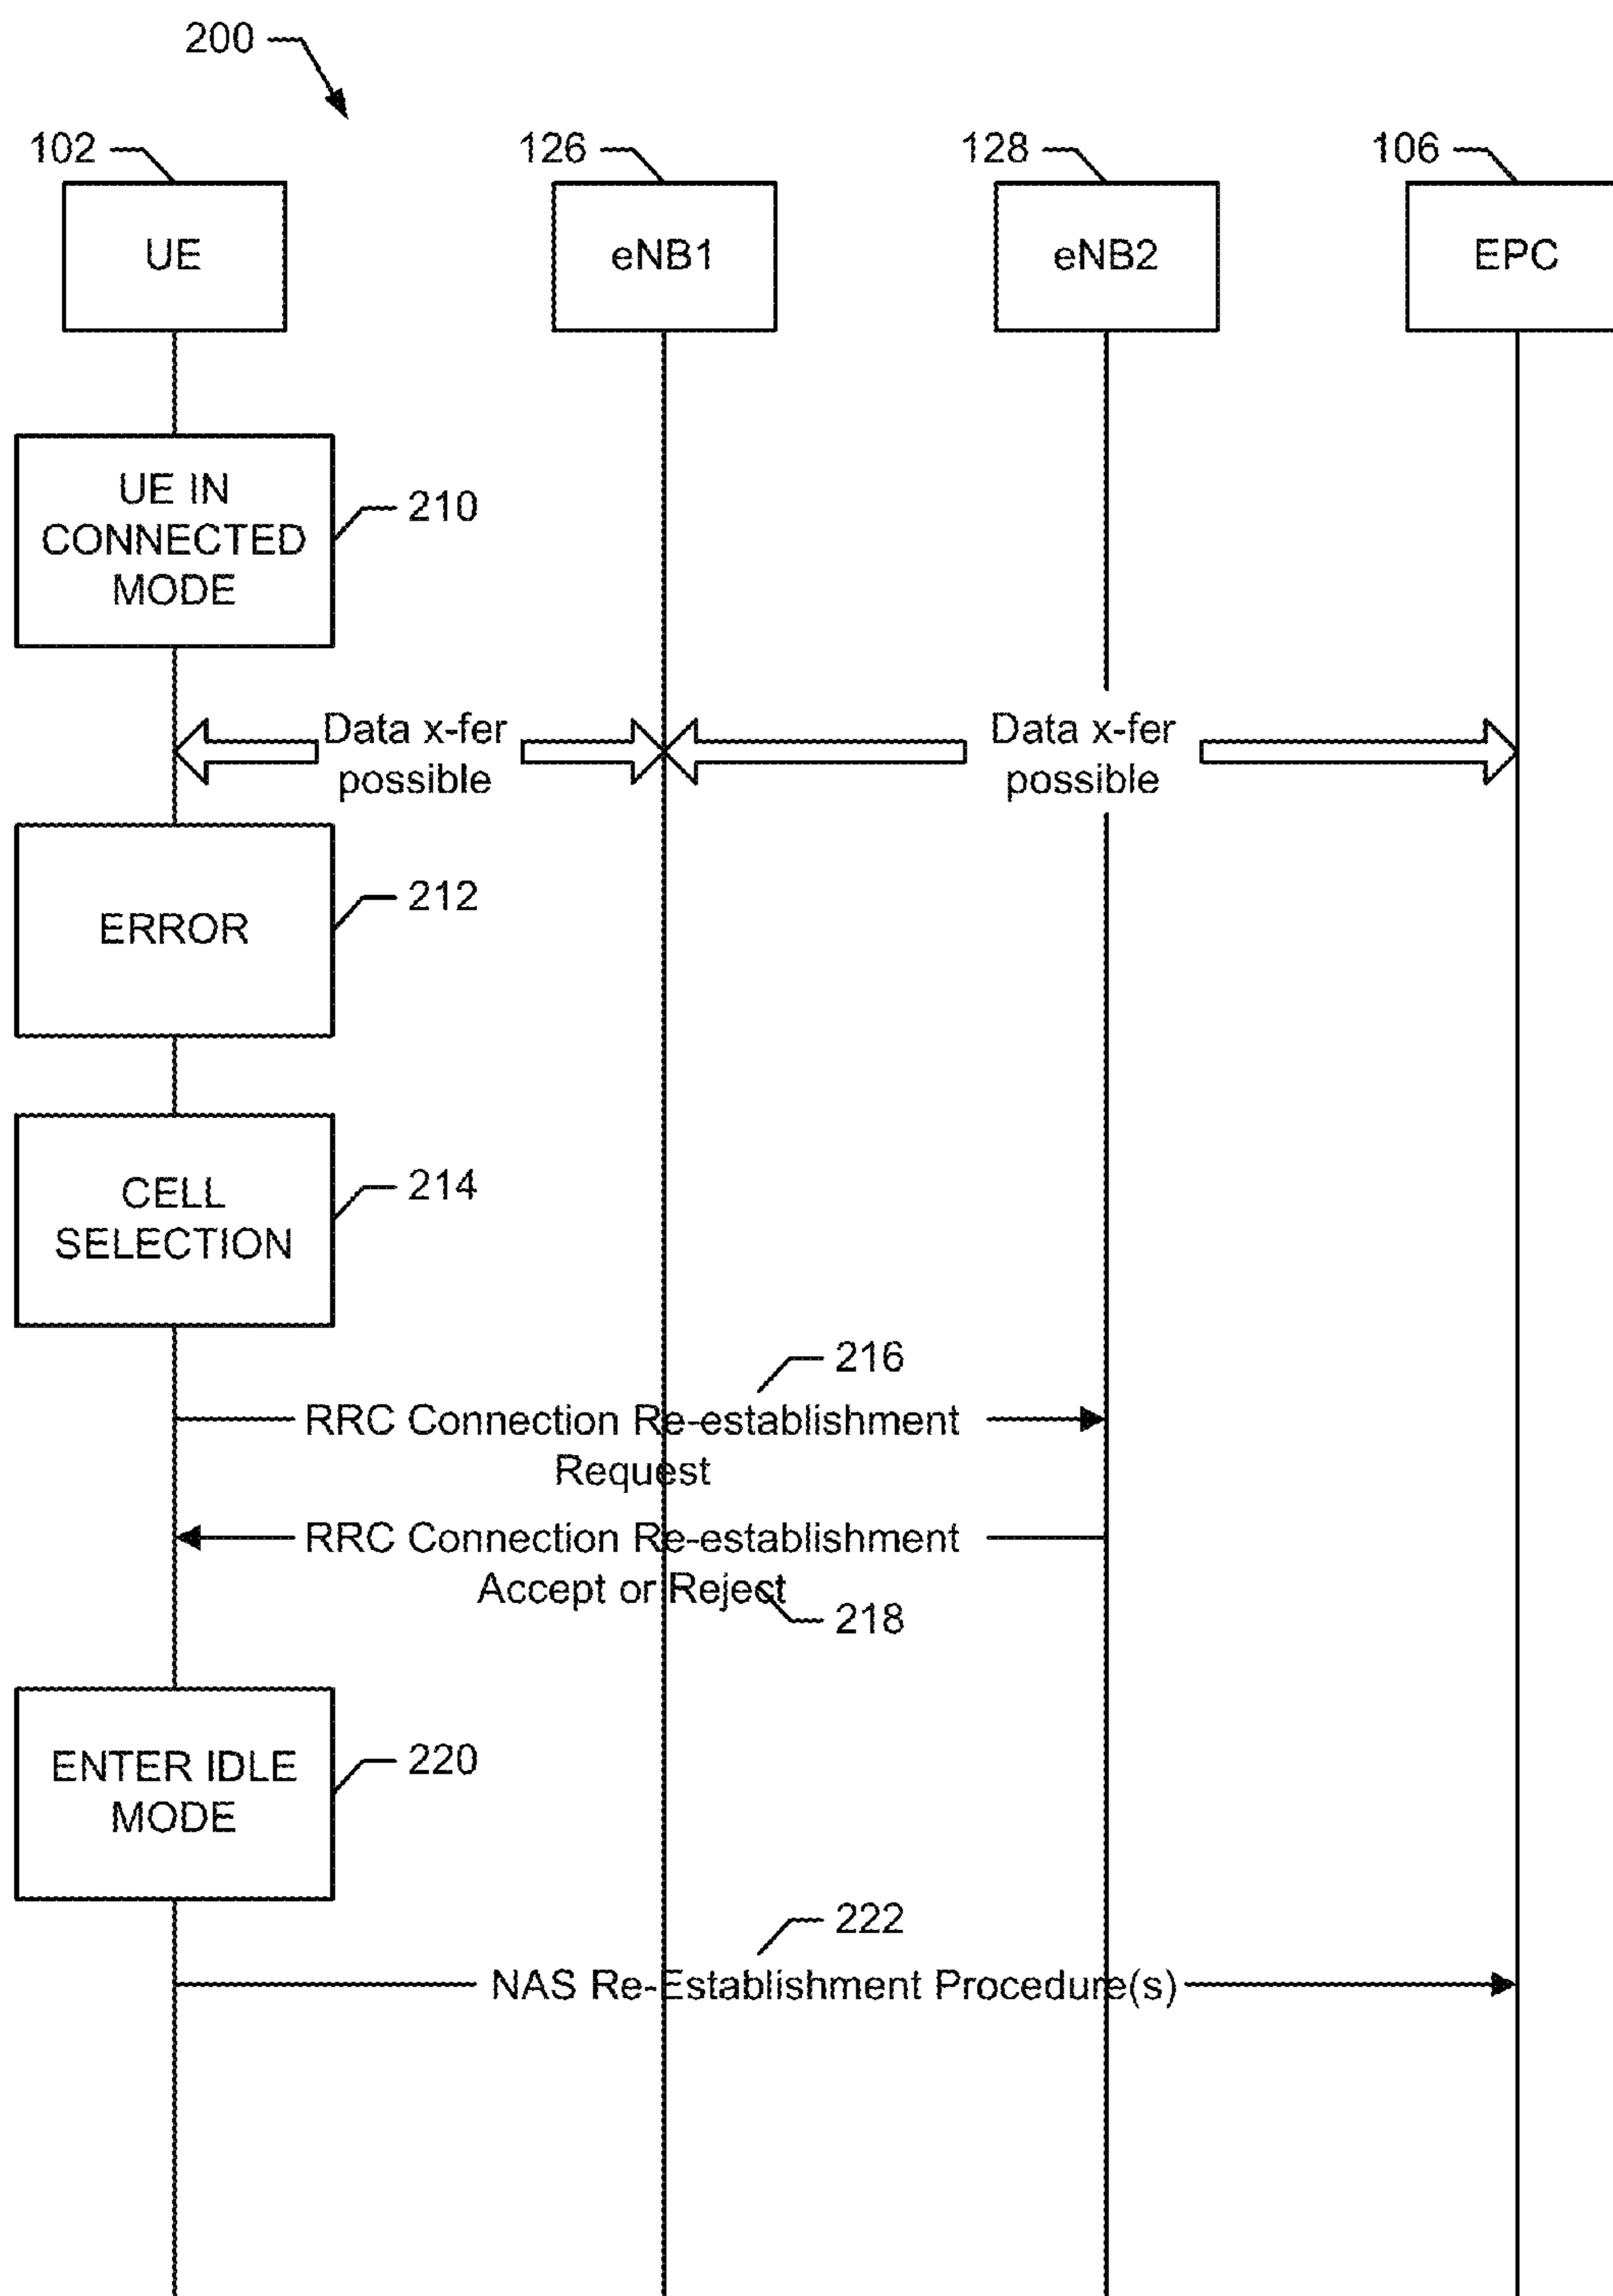 200
102
126
128
106
UE
eNB1
eNB2
EPC
UE IN
CONNECTED
MODE
210
Data x-fer
possible
Data x-fer
possible
ERROR
212
CELL
SELECTION
214
216
RRC Connection Re-establishment
Request
RRC Connection Re-establishment
Accept or Reject
218
ENTER IDLE
MODE
220
222
NAS Re-Establishment Procedure(s)